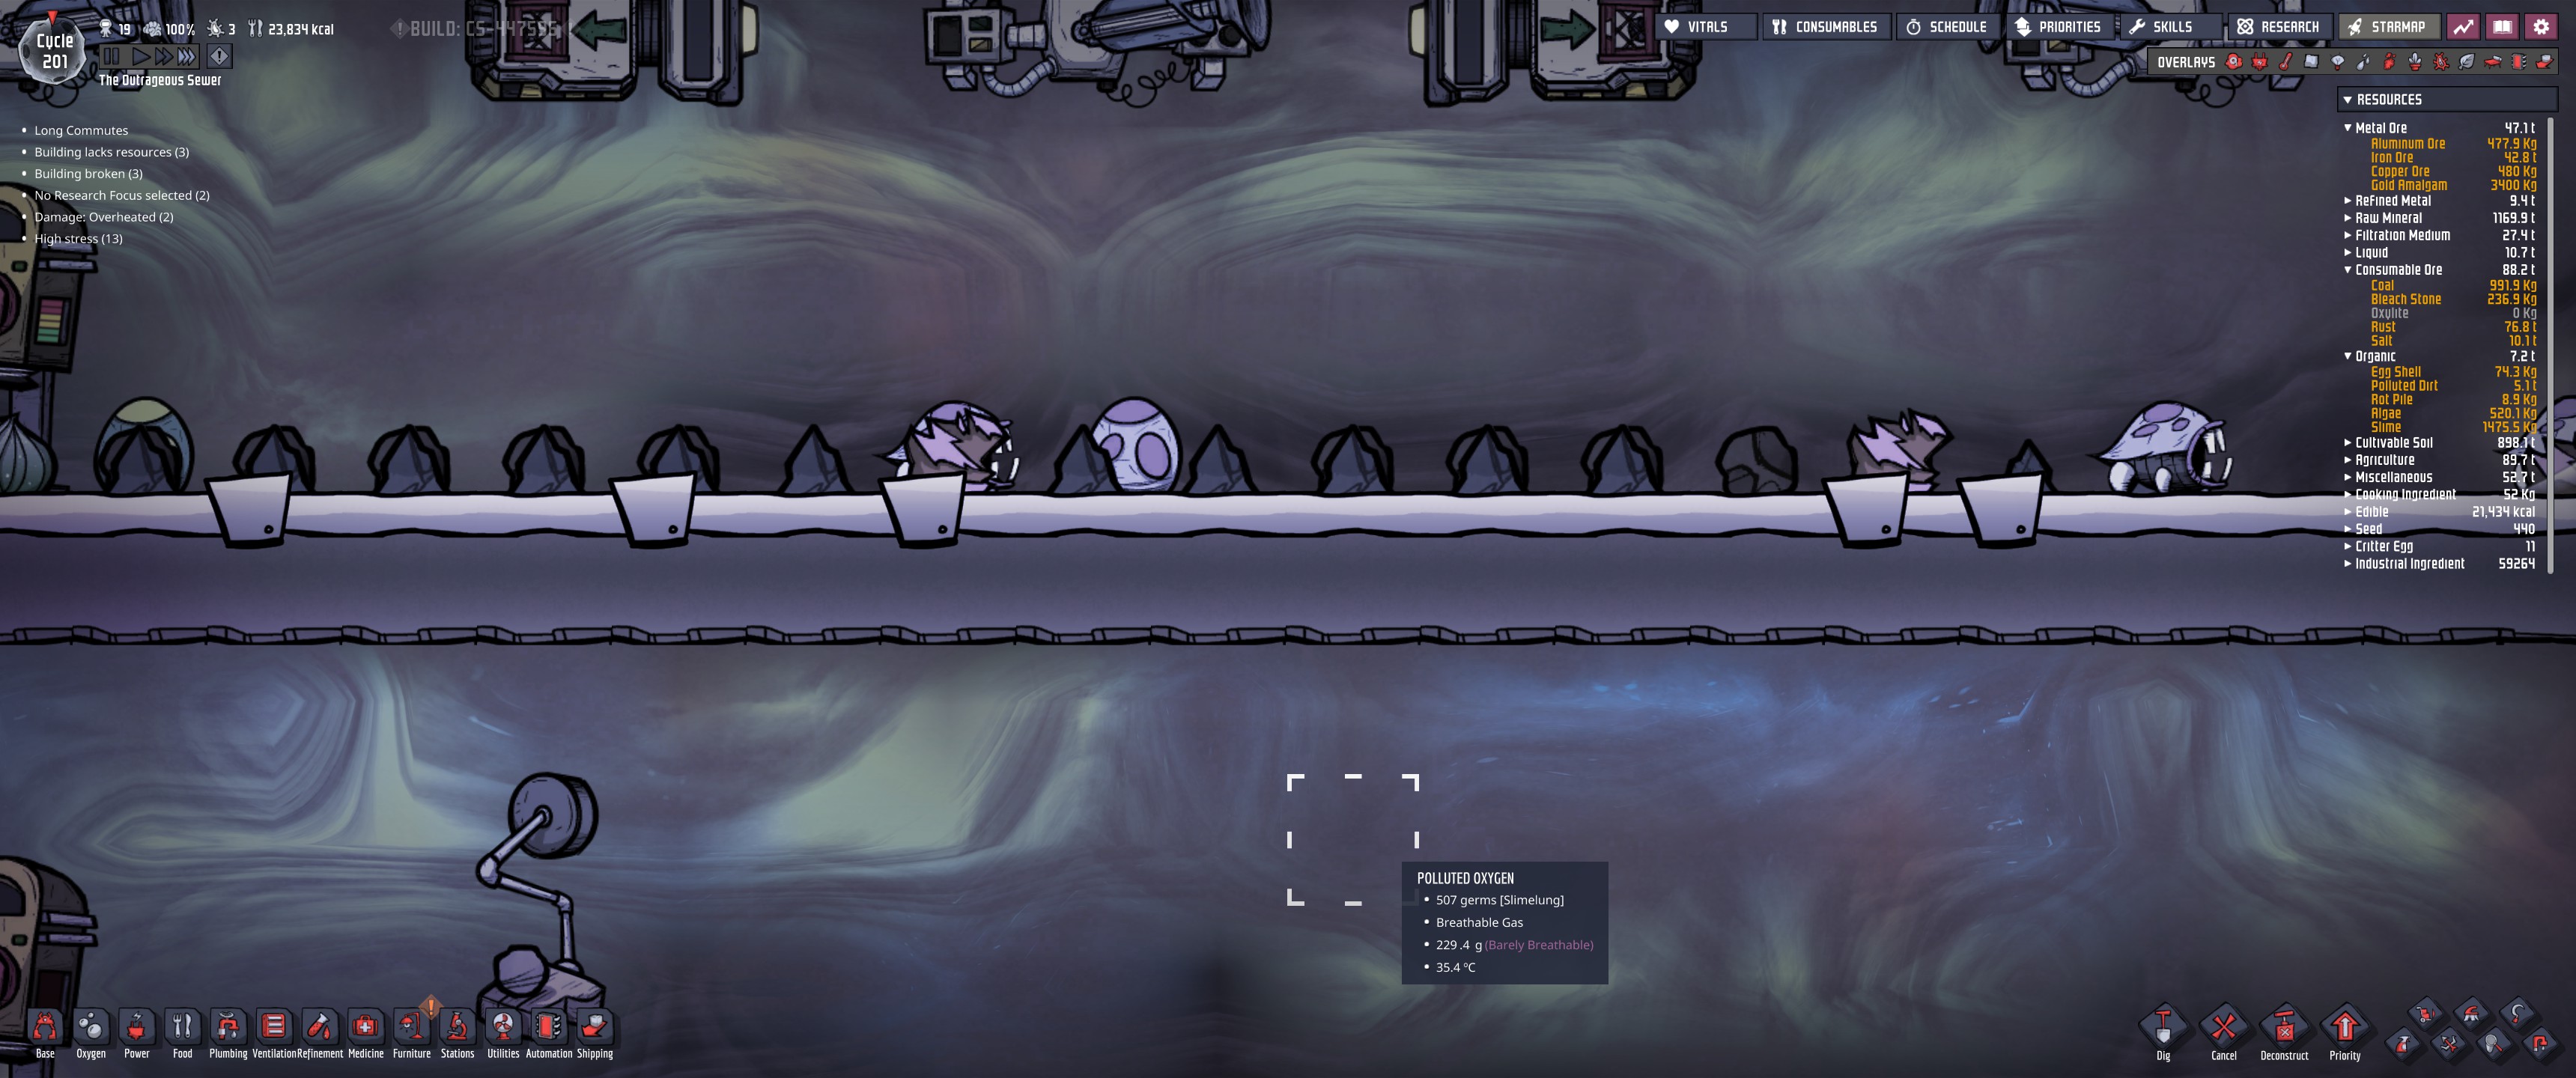 Cycle
201
19
100%
3
23,834 kcal
BUILD: CS-447596
The Outrageous Sewer
VITALS
CONSUMABLES
SCHEDULE
PRIORITIES
SKILLS
RESEARCH
STARMAP
OVERLAYS
Long Commutes
Building lacks resources (3)
Building broken (3)
No Research Focus selected (2)
Damage: Overheated (2)
High stress (13)
RESOURCES
Metal Ore 47.1 t
Aluminum Ore 477.9 Kg
Iron Ore 42.8 t
Copper Ore 480 Kg
Gold Amalgam 3400 Kg
Refined Metal 9.4 t
Raw Mineral 1169.9 t
Filtration Medium 27.4 t
Liquid 10.7 t
Consumable Ore 88.2 t
Coal 991.9 Kg
Bleach Stone 236.9 Kg
Oxylite 0 Kg
Rust 76.8 t
Salt 10.1 t
Organic 7.2 t
Egg Shell 74.3 Kg
Polluted Dirt 5.1 t
Rot Pile 8.9 Kg
Algae 520.1 Kg
Slime 1475.5 Kg
Cultivable Soil 898.1 t
Agriculture 89.7 t
Miscellaneous 52.7 t
Cooking Ingredient 52 Kg
Edible 21,434 kcal
Seed 440
Critter Egg 11
Industrial Ingredient 59264
POLLUTED OXYGEN
507 germs [Slimelung]
Breathable Gas
229.4 g (Barely Breathable)
35.4 °C
Base
Oxygen
Power
Food
Plumbing
Ventilation
Refinement
Medicine
Furniture
Stations
Utilities
Automation
Shipping
Dig
Cancel
Deconstruct
Priority